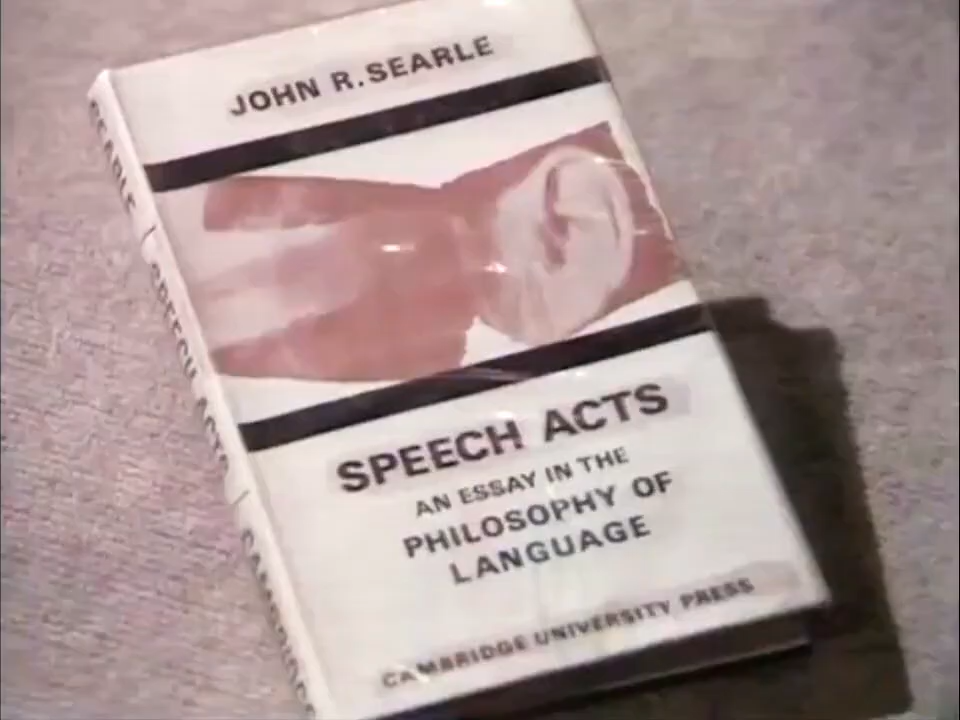 JOHN R. SEARLE
SPEECH ACTS
AN ESSAY IN THE
PHILOSOPHY OF
LANGUAGE
CAMBRIDGE UNIVERSITY PRESS
SEARLE
SPEECH ACTS